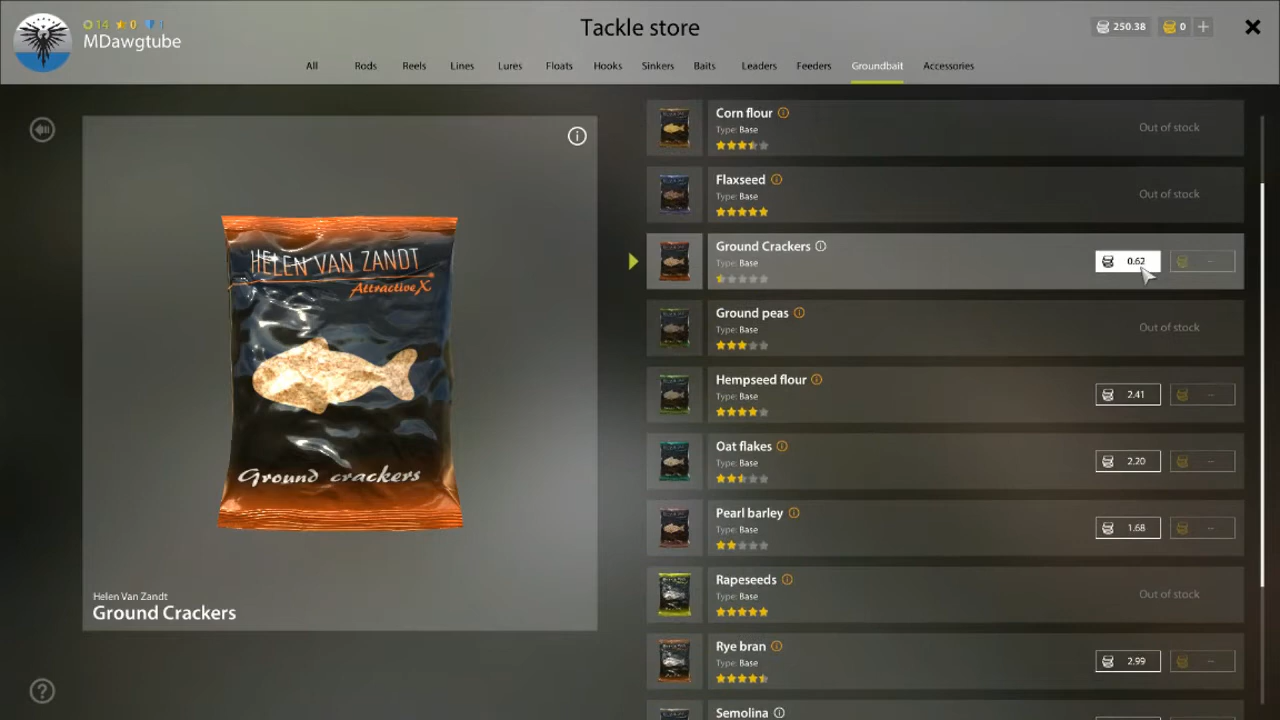 14 0 1
MDawgtube
Tackle store
250.38 0 +
All Rods Reels Lines Lures Floats Hooks Sinkers Baits Leaders Feeders Groundbait Accessories
HELEN VAN ZANDT
Attractive X
Ground crackers
Helen Van Zandt
Ground Crackers
Corn flour
Type: Base
Out of stock
Flaxseed
Type: Base
Out of stock
Ground Crackers
Type: Base
0.62 --
Ground peas
Type: Base
Out of stock
Hempseed flour
Type: Base
2.41 --
Oat flakes
Type: Base
2.20 --
Pearl barley
Type: Base
1.68 --
Rapeseeds
Type: Base
Out of stock
Rye bran
Type: Base
2.99 --
Semolina